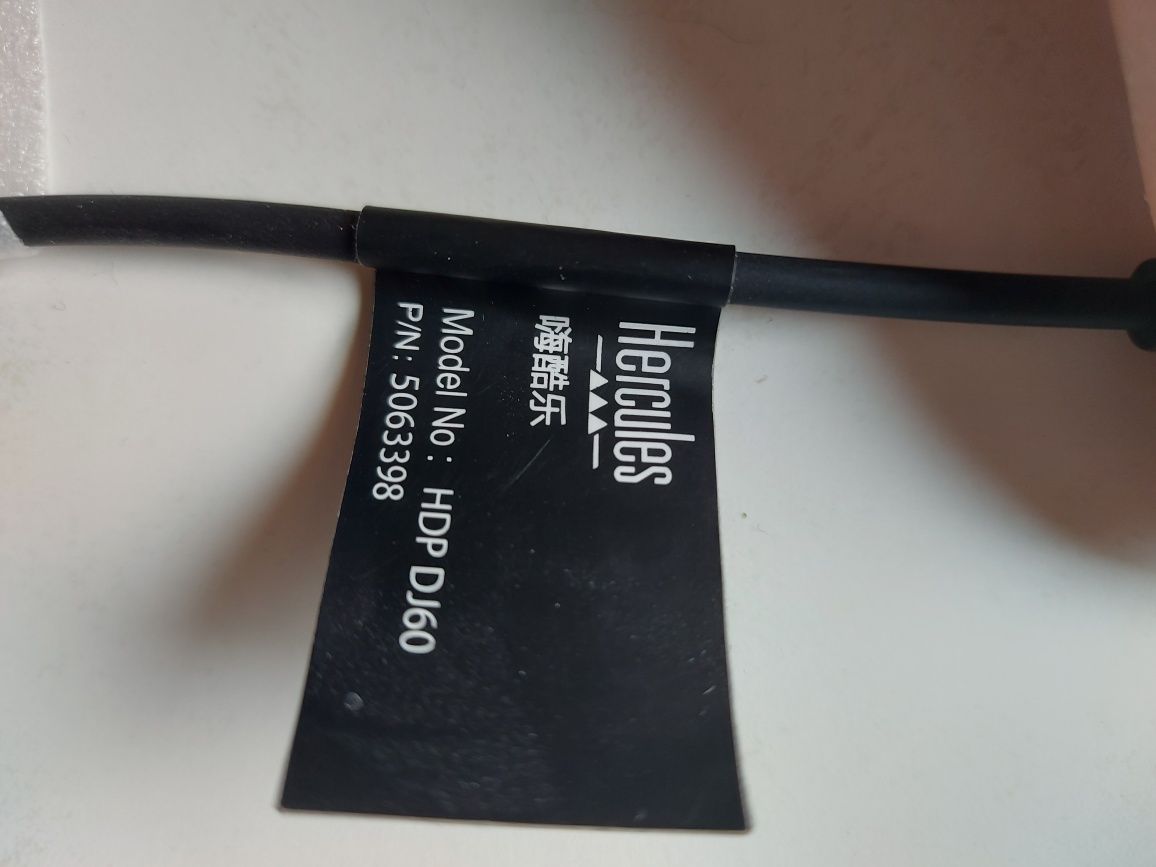 Hercules
嗨酷乐
Model No： HDP DJ60
P/N：5063398